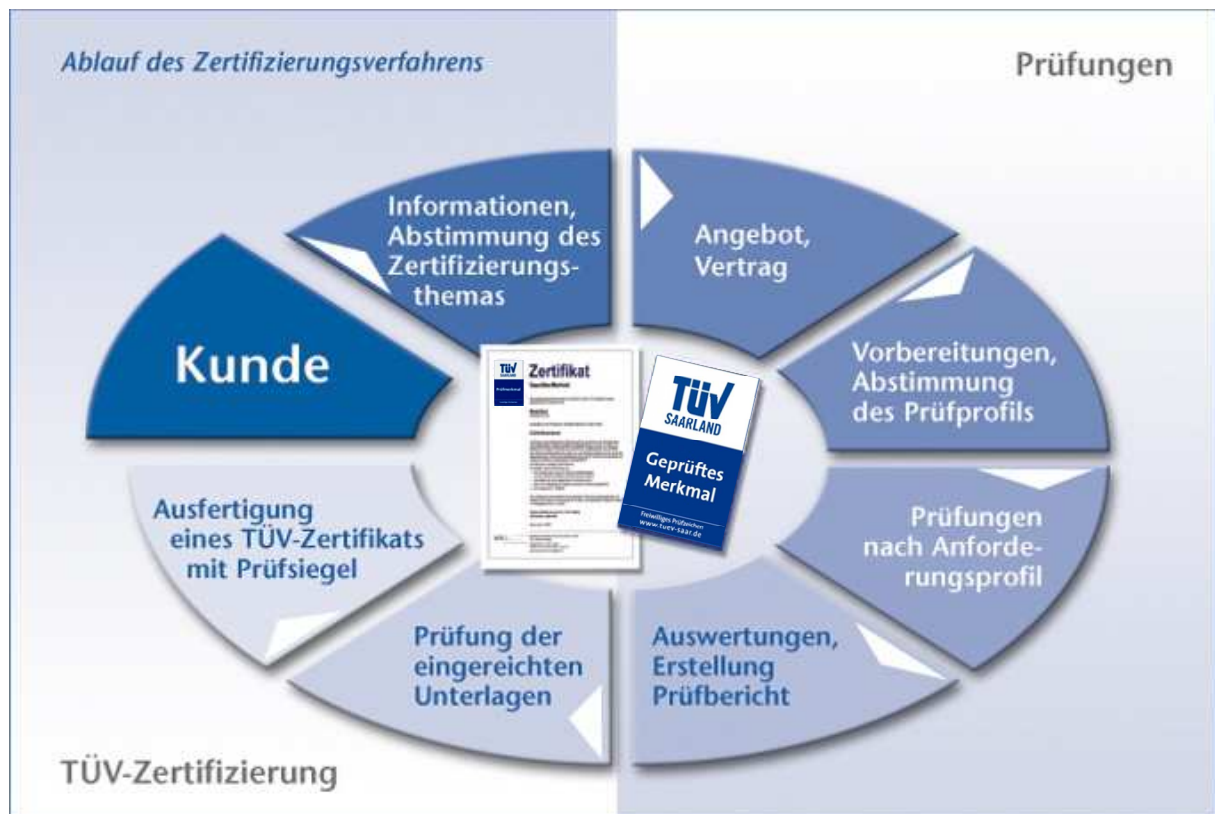 Ablauf des Zertifizierungsverfahrens
Prüfungen
Kunde
Informationen,
Abstimmung des
Zertifizierungs-
themas
Angebot,
Vertrag
Vorbereitungen,
Abstimmung
des Prüfprofils
Prüfungen
nach Anforde-
rungsprofil
Auswertungen,
Erstellung
Prüfbericht
Prüfung der
eingereichten
Unterlagen
Ausfertigung
eines TÜV-Zertifikats
mit Prüfsiegel
TÜV
SAARLAND
Zertifikat
TÜV
SAARLAND
Geprüftes
Merkmal
Freiwilliges Prüfzeichen
www.tuev-saar.de
TÜV-Zertifizierung